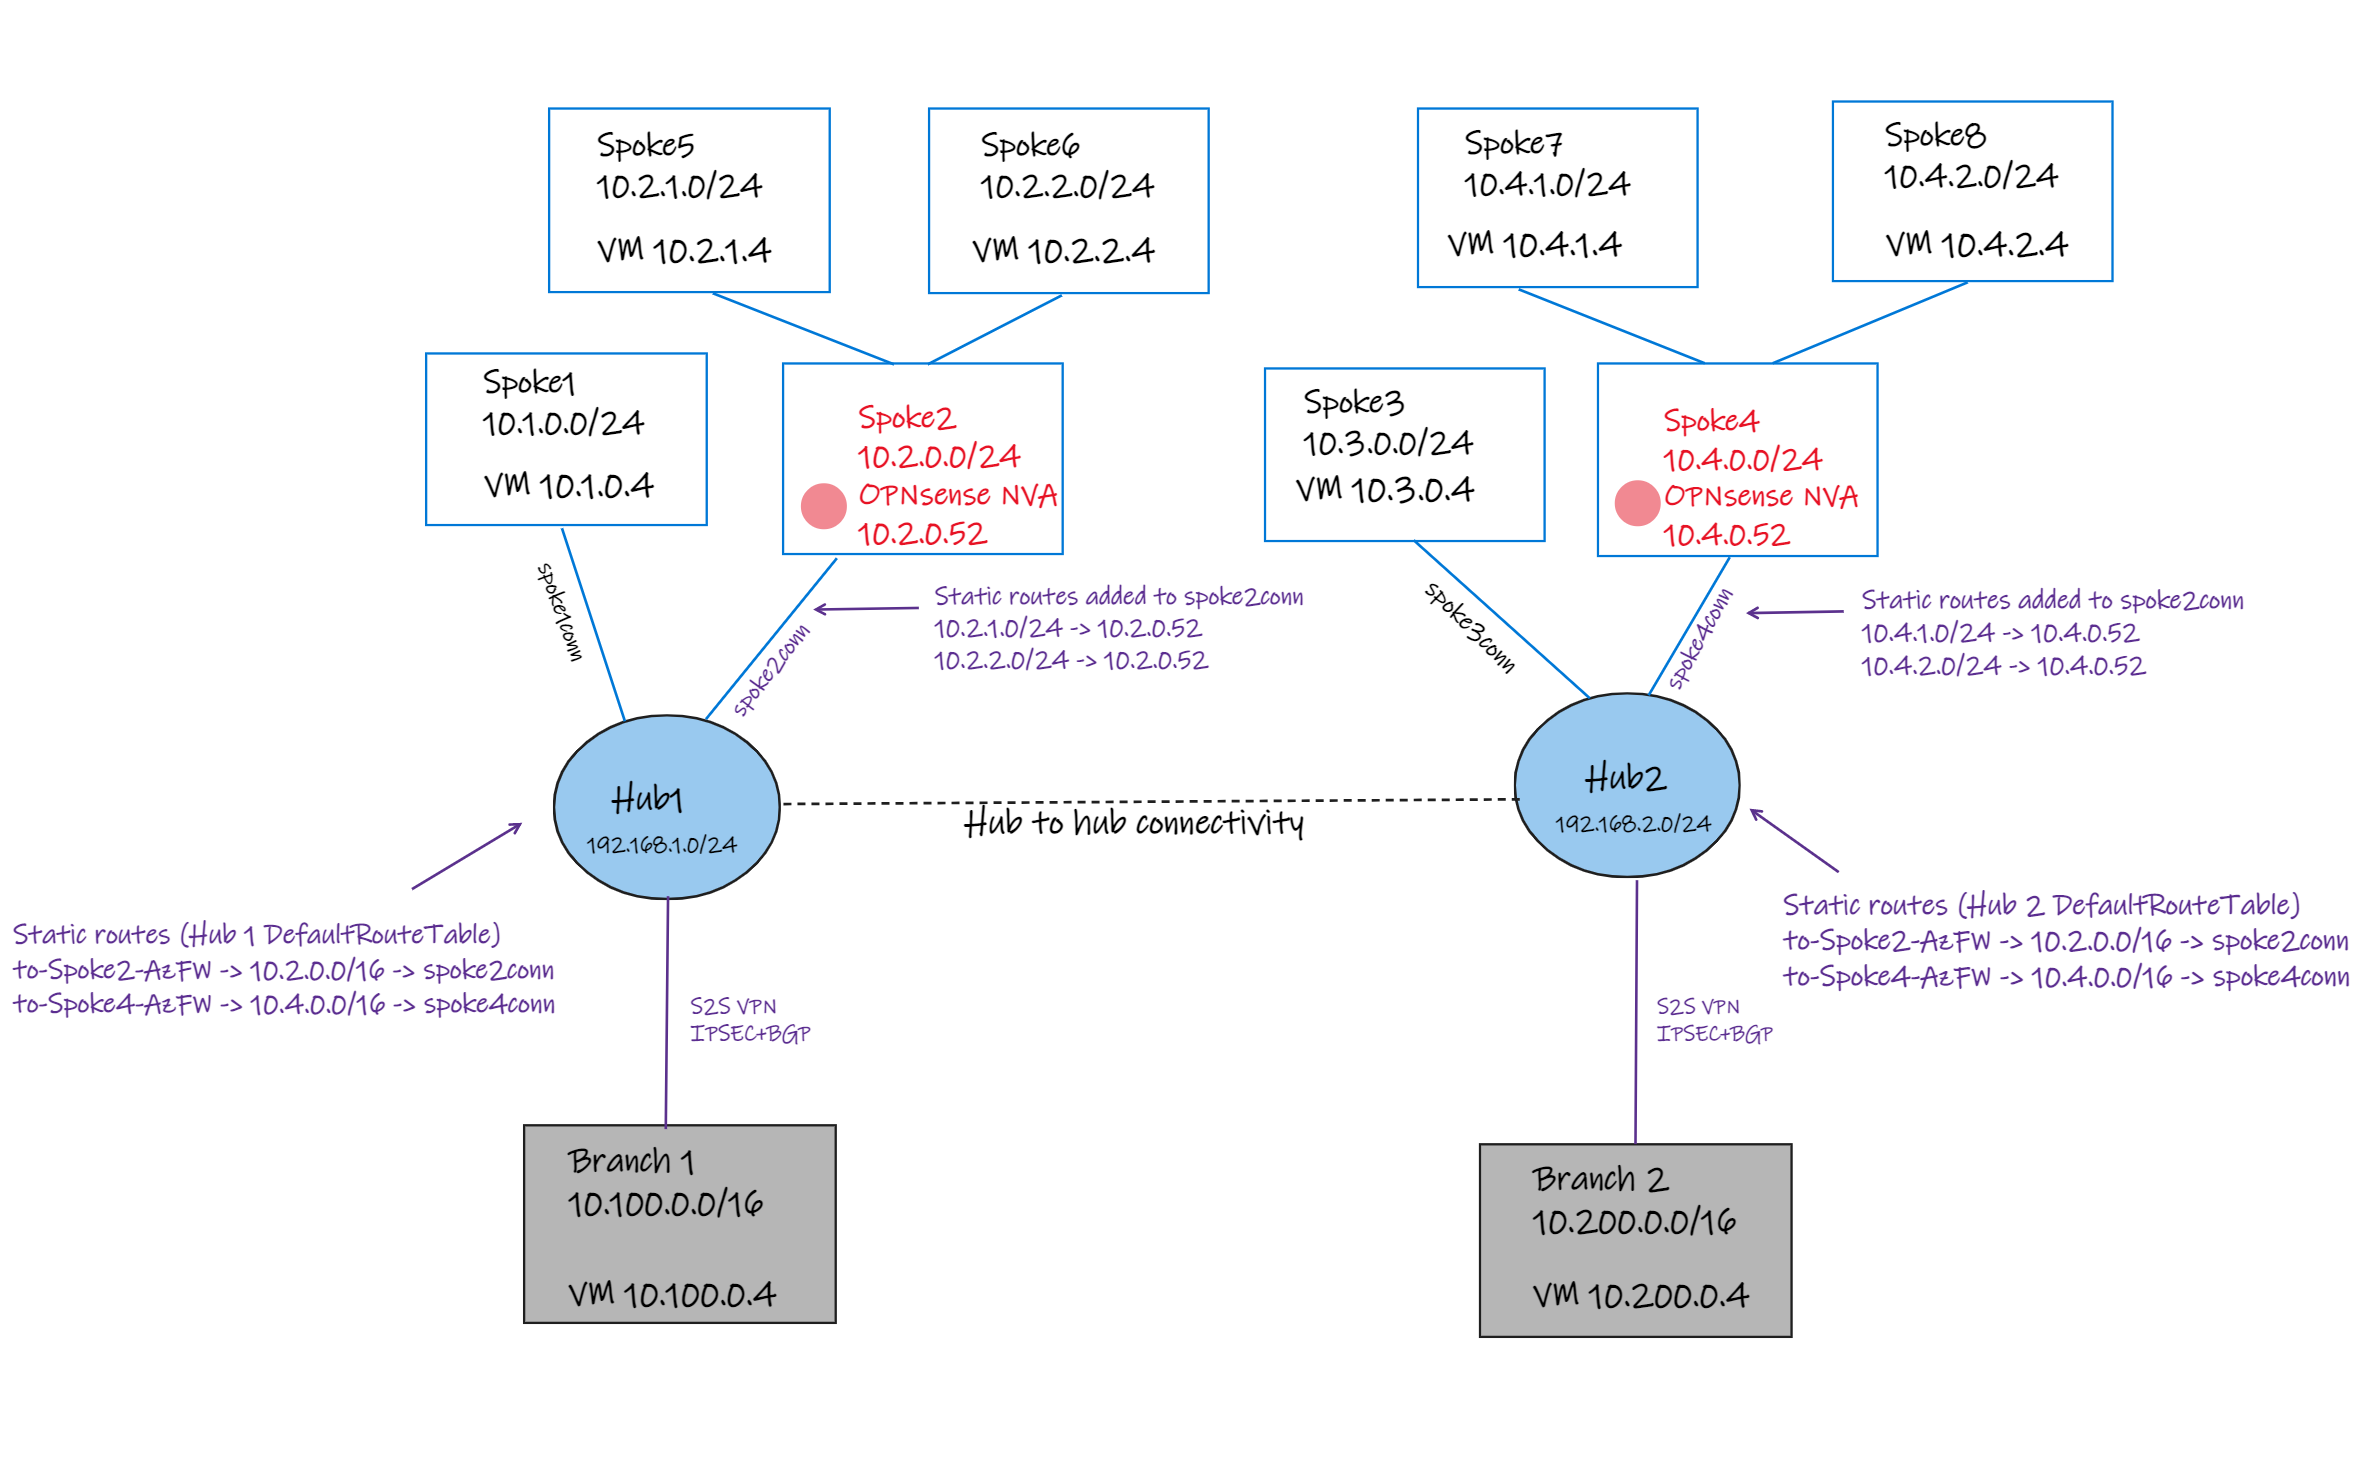 Spoke5
10.2.1.0/24
VM 10.2.1.4
Spoke6
10.2.2.0/24
VM 10.2.2.4
Spoke7
10.4.1.0/24
VM 10.4.1.4
Spoke8
10.4.2.0/24
VM 10.4.2.4
Spoke1
10.1.0.0/24
VM 10.1.0.4
Spoke2
10.2.0.0/24
OPNsense NVA
10.2.0.52
Spoke3
10.3.0.0/24
VM 10.3.0.4
Spoke4
10.4.0.0/24
OPNsense NVA
10.4.0.52
spoke1conn
spoke2conn
Static routes added to spoke2conn
10.2.1.0/24 -> 10.2.0.52
10.2.2.0/24 -> 10.2.0.52
spoke3conn
spoke4conn
Static routes added to spoke2conn
10.4.1.0/24 -> 10.4.0.52
10.4.2.0/24 -> 10.4.0.52
Hub1
192.168.1.0/24
Hub to hub connectivity
Hub2
192.168.2.0/24
Static routes (Hub 1 DefaultRouteTable)
to-Spoke2-AzFW -> 10.2.0.0/16 -> spoke2conn
to-Spoke4-AzFW -> 10.4.0.0/16 -> spoke4conn
Static routes (Hub 2 DefaultRouteTable)
to-Spoke2-AzFW -> 10.2.0.0/16 -> spoke2conn
to-Spoke4-AzFW -> 10.4.0.0/16 -> spoke4conn
S2S VPN
IPSEC+BGP
S2S VPN
IPSEC+BGP
Branch 1
10.100.0.0/16
VM 10.100.0.4
Branch 2
10.200.0.0/16
VM 10.200.0.4